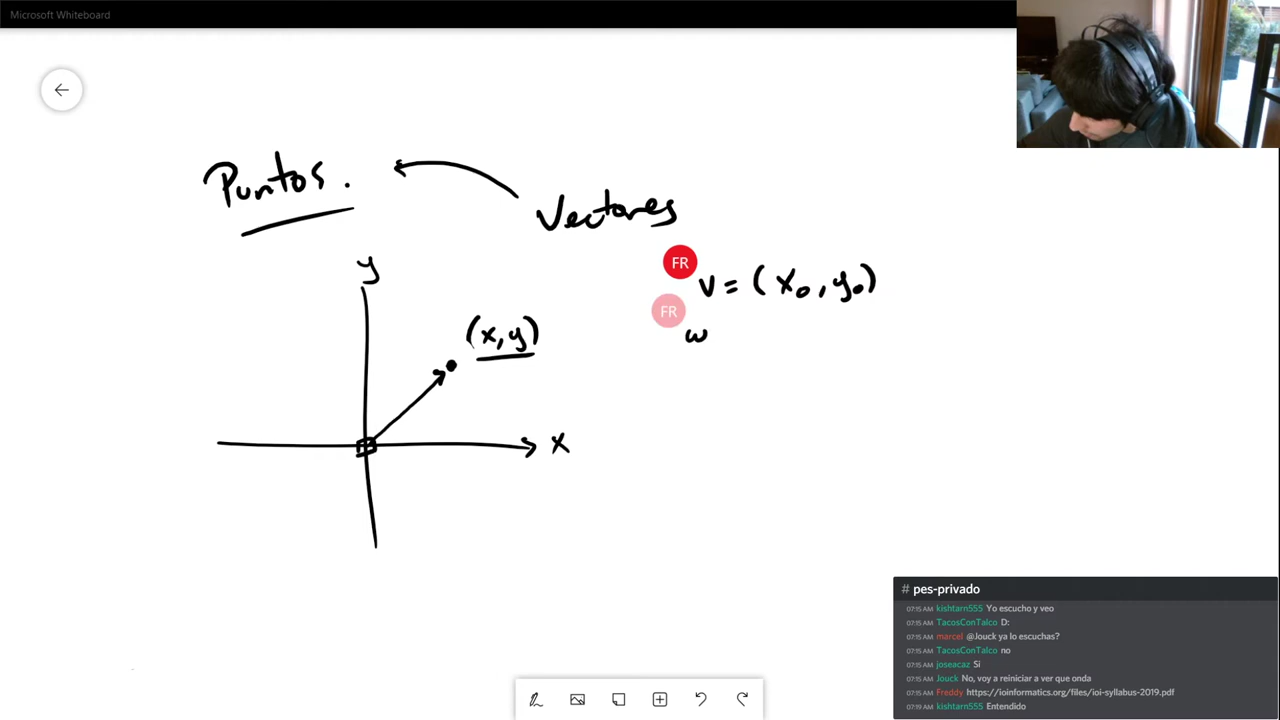 Microsoft Whiteboard
Puntos.
Vectores
y
FR
v = (x₀, y₀)
FR
w
(x, y)
x
# pes-privado
07:15 AM kishtarn555 Yo escucho y veo
07:15 AM TacosConTalco D:
07:15 AM marcel @Jouck ya lo escuchas?
07:15 AM TacosConTalco no
07:15 AM joseacaz Si
07:15 AM Jouck No, voy a reiniciar a ver que onda
07:15 AM Freddy https://ioinformatics.org/files/ioi-syllabus-2019.pdf
07:19 AM kishtarn555 Entendido